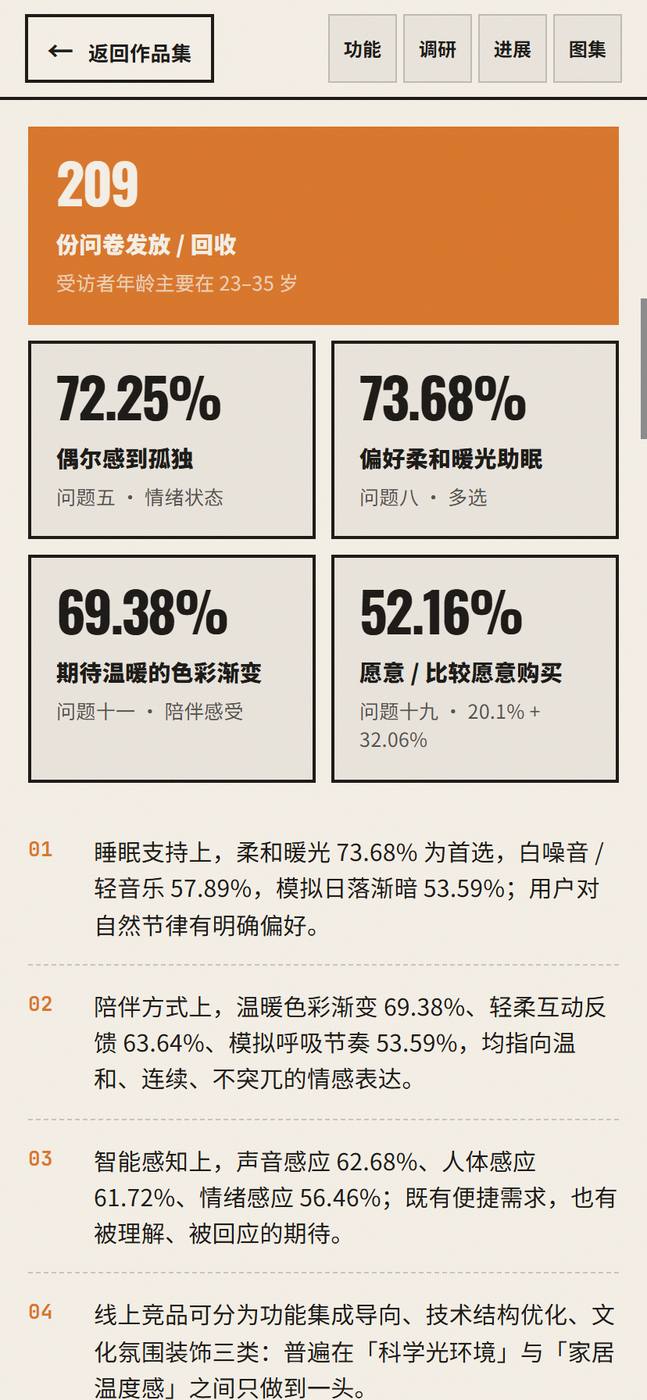 ← 返回作品集
功能 调研 进展 图集
209
份问卷发放 / 回收
受访者年龄主要在 23–35 岁
72.25%
偶尔感到孤独
问题五 · 情绪状态
73.68%
偏好柔和暖光助眠
问题八 · 多选
69.38%
期待温暖的色彩渐变
问题十一 · 陪伴感受
52.16%
愿意 / 比较愿意购买
问题十九 · 20.1% +
32.06%
01
睡眠支持上，柔和暖光 73.68% 为首选，白噪音 /
轻音乐 57.89%，模拟日落渐暗 53.59%；用户对
自然节律有明确偏好。
02
陪伴方式上，温暖色彩渐变 69.38%、轻柔互动反
馈 63.64%、模拟呼吸节奏 53.59%，均指向温
和、连续、不突兀的情感表达。
03
智能感知上，声音感应 62.68%、人体感应
61.72%、情绪感应 56.46%；既有便捷需求，也有
被理解、被回应的期待。
04
线上竞品可分为功能集成导向、技术结构优化、文
化氛围装饰三类：普遍在「科学光环境」与「家居
温度感」之间只做到一头。